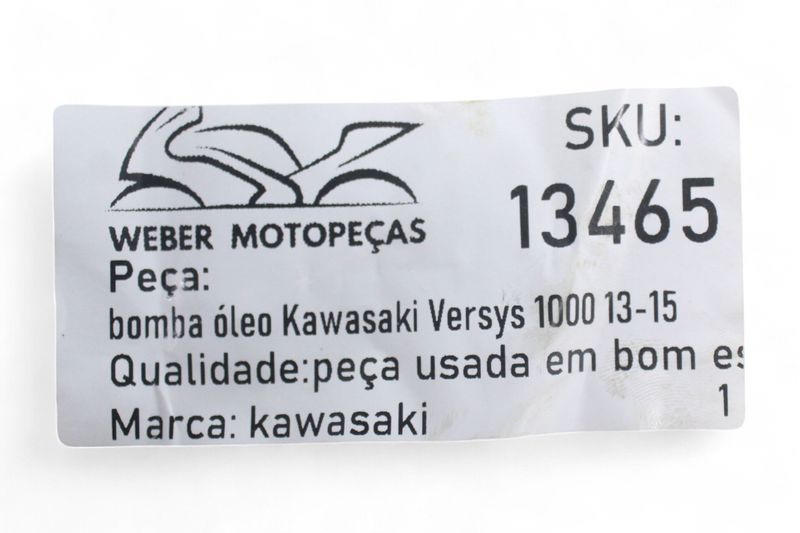 SKU:
13465
WEBER MOTOPEÇAS
Peça:
bomba óleo Kawasaki Versys 1000 13-15
Qualidade:peça usada em bom es
1
Marca: kawasaki